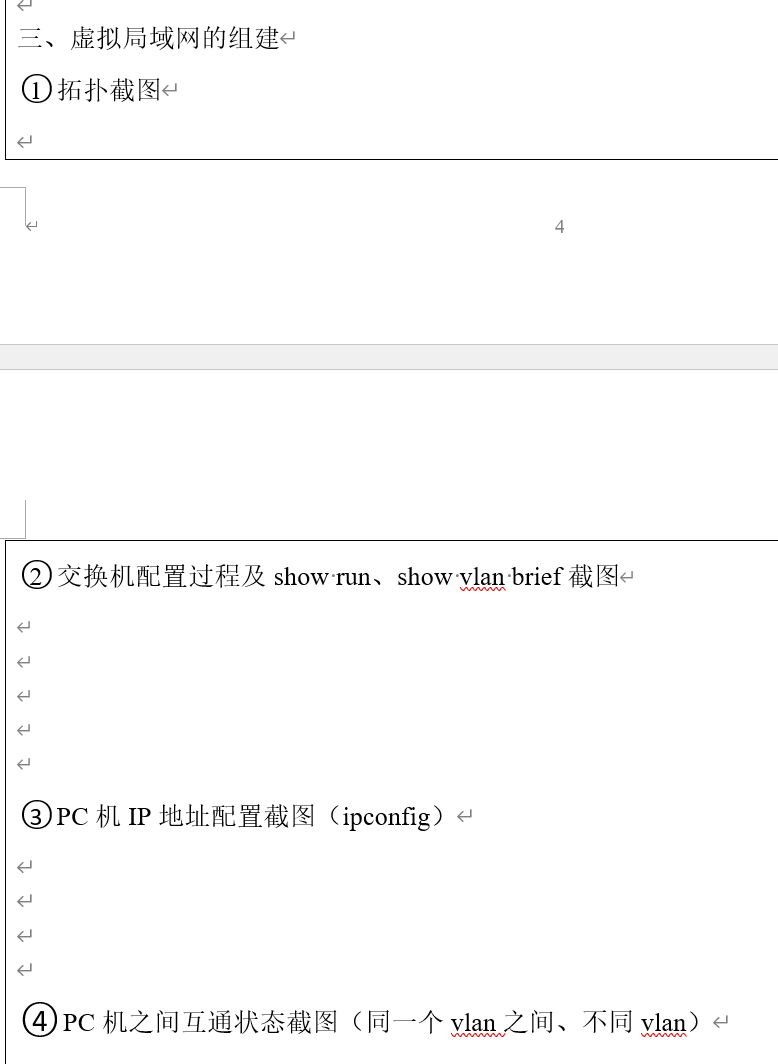 三、虚拟局域网的组建
①拓扑截图
4
②交换机配置过程及 show run、show vlan brief 截图
③PC 机 IP 地址配置截图（ipconfig）
④PC 机之间互通状态截图（同一个 vlan 之间、不同 vlan）